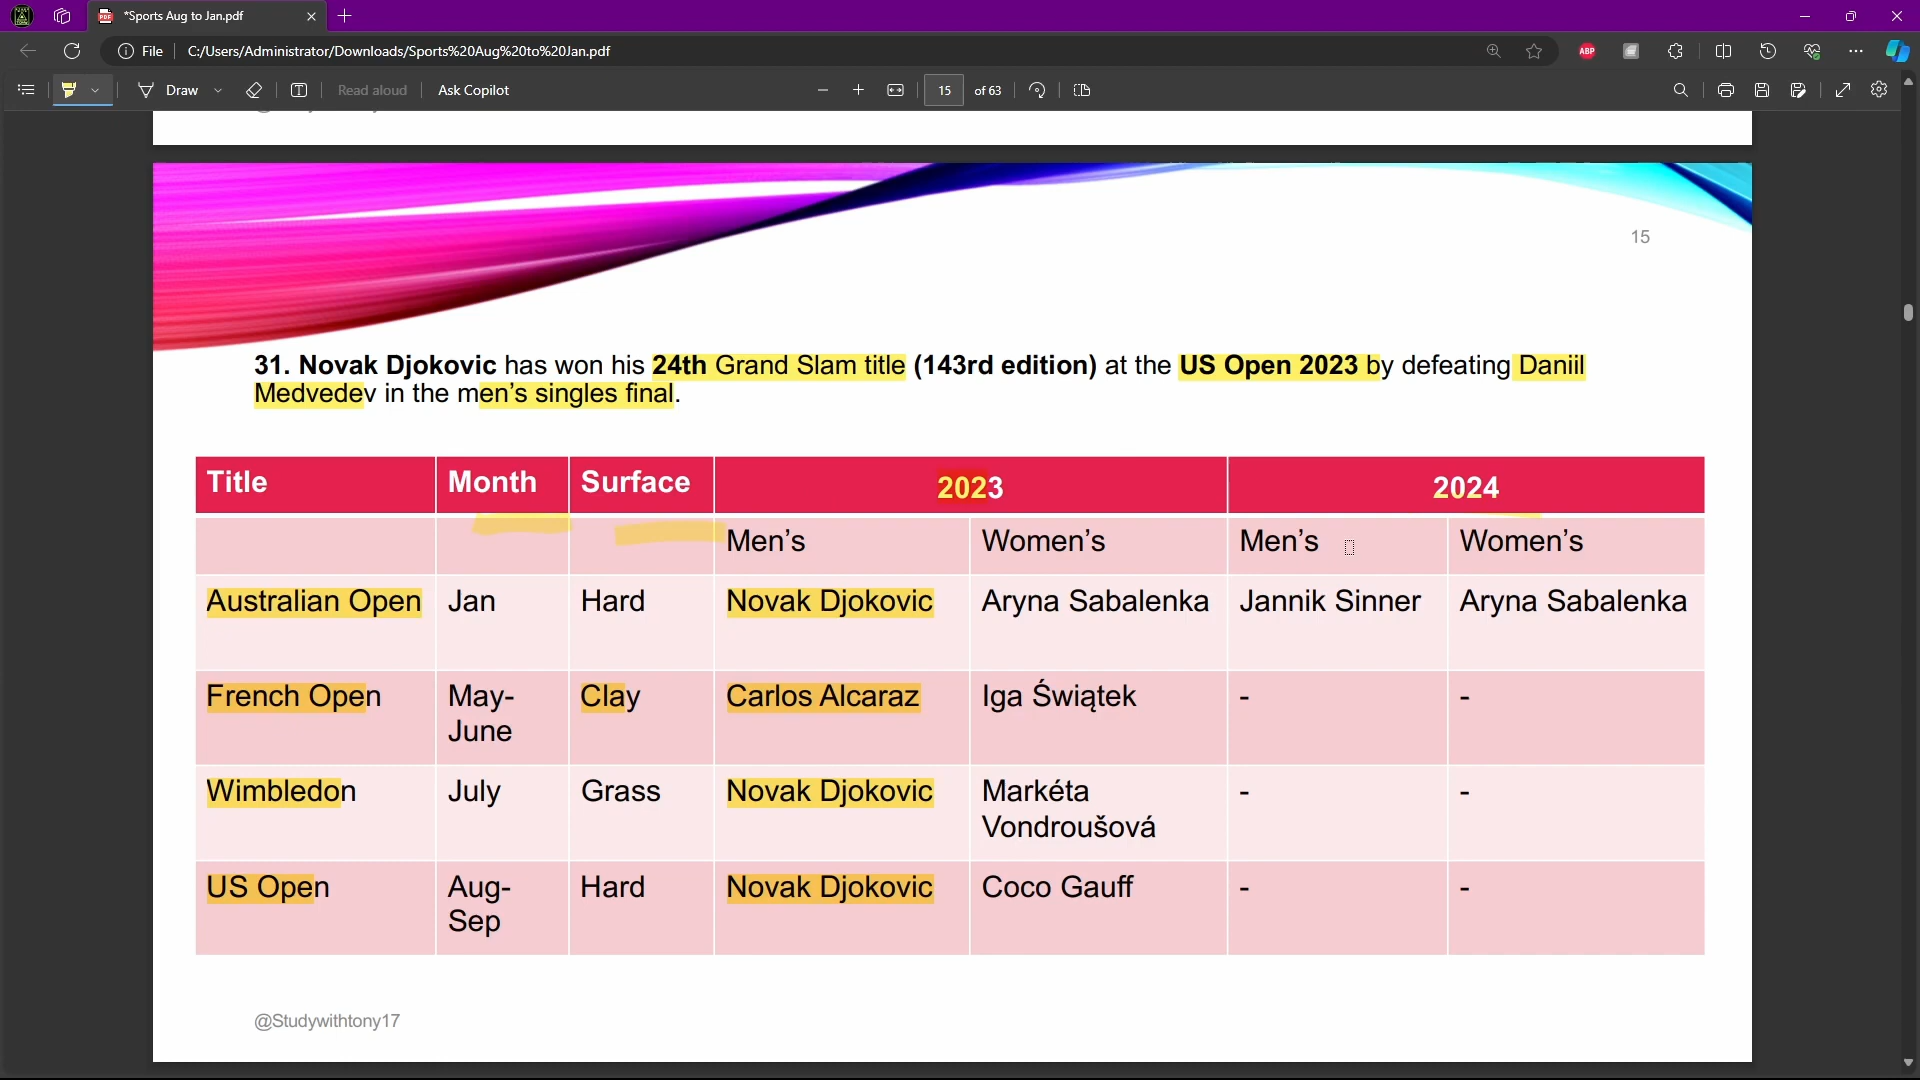 *Sports Aug to Jan.pdf
File
C:/Users/Administrator/Downloads/Sports%20Aug%20to%20Jan.pdf
ABP
Draw
Read aloud
Ask Copilot
15 of 63
15
31. Novak Djokovic has won his 24th Grand Slam title (143rd edition) at the US Open 2023 by defeating Daniil
Medvedev in the men’s singles final.
Title Month Surface 2023 2024
Men’s Women’s Men’s Women’s
Australian Open Jan Hard Novak Djokovic Aryna Sabalenka Jannik Sinner Aryna Sabalenka
French Open May- Clay Carlos Alcaraz Iga Świątek - -
June
Wimbledon July Grass Novak Djokovic Markéta - -
Vondroušová
US Open Aug- Hard Novak Djokovic Coco Gauff - -
Sep
@Studywithtony17